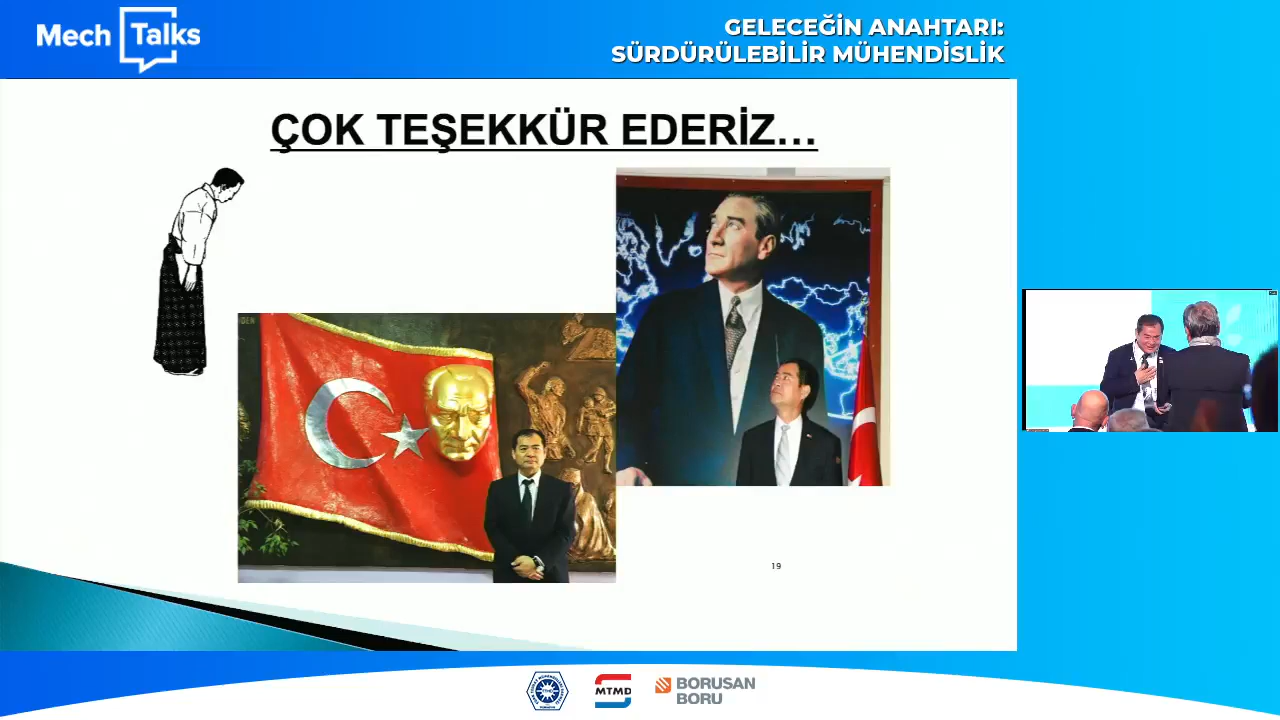 Mech Talks
GELECEĞİN ANAHTARI:
SÜRDÜRÜLEBİLİR MÜHENDİSLİK
ÇOK TEŞEKKÜR EDERİZ...
19
MTMD
BORUSAN
BORU